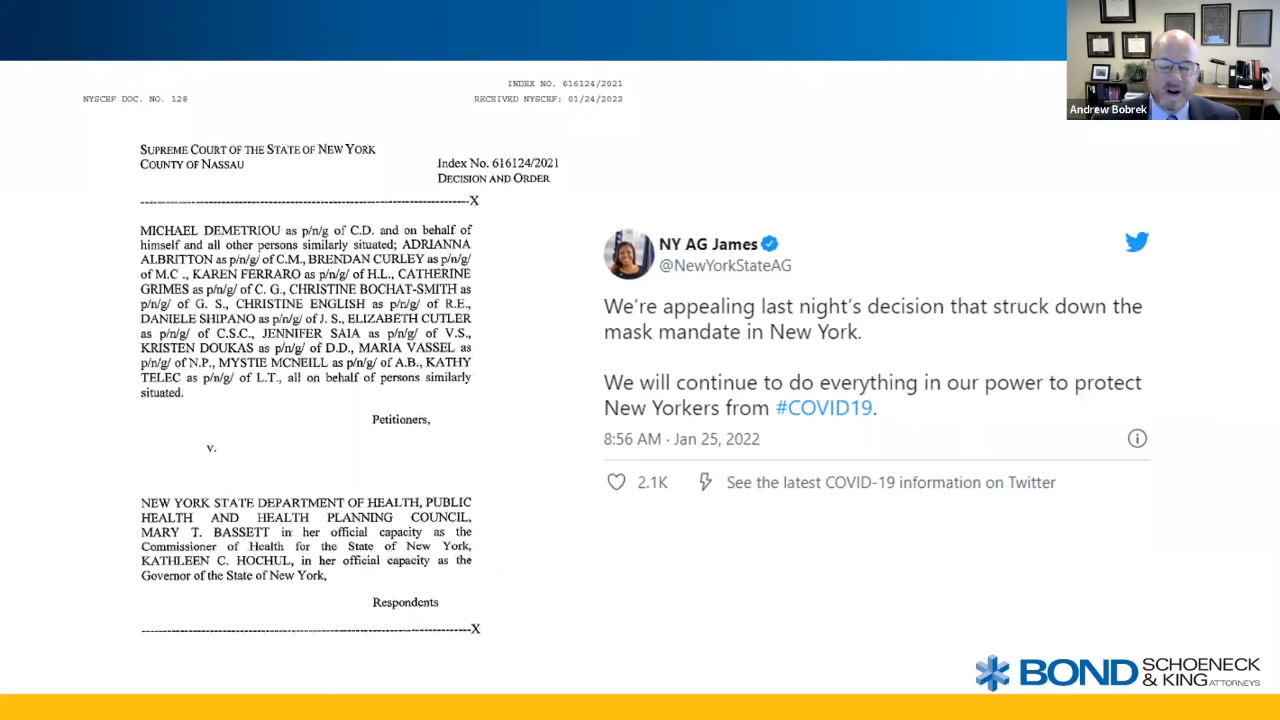 Andrew Bobrek
INDEX NO. 616124/2021
NYSCEF DOC. NO. 128
RECEIVED NYSCEF: 01/24/2022
SUPREME COURT OF THE STATE OF NEW YORK
COUNTY OF NASSAU
Index No. 616124/2021
DECISION AND ORDER
--------------------------------------------------------------------X
MICHAEL DEMETRIOU as p/n/g of C.D. and on behalf of
himself and all other persons similarly situated; ADRIANNA
ALBRITTON as p/n/g/ of C.M., BRENDAN CURLEY as p/n/g/
of M.C ., KAREN FERRARO as p/n/g/ of H.L., CATHERINE
GRIMES as p/n/g/ of C. G., CHRISTINE BOCHAT-SMITH as
p/n/g/ of G. S., CHRISTINE ENGLISH as p/n/g/ of R.E.,
DANIELE SHIPANO as p/n/g/ of J. S., ELIZABETH CUTLER
as p/n/g/ of C.S.C., JENNIFER SAIA as p/n/g/ of V.S.,
KRISTEN DOUKAS as p/n/g/ of D.D., MARIA VASSEL as
p/n/g/ of N.P., MYSTIE MCNEILL as p/n/g/ of A.B., KATHY
TELEC as p/n/g/ of L.T., all on behalf of persons similarly
situated.
Petitioners,
v.
NEW YORK STATE DEPARTMENT OF HEALTH, PUBLIC
HEALTH AND HEALTH PLANNING COUNCIL,
MARY T. BASSETT in her official capacity as the
Commissioner of Health for the State of New York,
KATHLEEN C. HOCHUL, in her official capacity as the
Governor of the State of New York,
Respondents
--------------------------------------------------------------------X
NY AG James
@NewYorkStateAG
We're appealing last night's decision that struck down the
mask mandate in New York.
We will continue to do everything in our power to protect
New Yorkers from #COVID19.
8:56 AM · Jan 25, 2022
2.1K
See the latest COVID-19 information on Twitter
BOND SCHOENECK
& KING ATTORNEYS